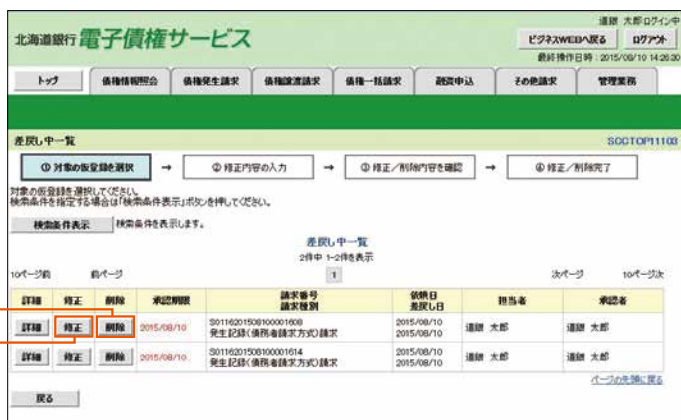 道銀 太郎ログイン中
北海道銀行 電子債権サービス
ビジネスWEBへ戻る ログアウト
最終操作日時：2015/08/10 14:26:30
トップ 債権情報照会 債権発生請求 債権譲渡請求 債権一括請求 融資申込 その他請求 管理業務
差戻し中一覧 SCCTOP11103
① 対象の仮登録を選択 → ② 修正内容の入力 → ③ 修正／削除内容を確認 → ④ 修正／削除完了
対象の仮登録を選択してください。
検索条件を指定する場合は「検索条件表示」ボタンを押してください。
検索条件表示 検索条件を表示します。
差戻し中一覧
2件中 1-2件を表示
10ページ前 前ページ 1 次ページ 10ページ次
詳細 修正 削除 承認期限 請求番号 依頼日 担当者 承認者
請求種別 差戻し日
詳細 修正 削除 2015/08/10 S0116201508100001608 2015/08/10 道銀 太郎 道銀 太郎
発生記録（債務者請求方式）請求 2015/08/10
詳細 修正 削除 2015/08/10 S0116201508100001614 2015/08/10 道銀 太郎 道銀 太郎
発生記録（債務者請求方式）請求 2015/08/10
ページの先頭に戻る
戻る